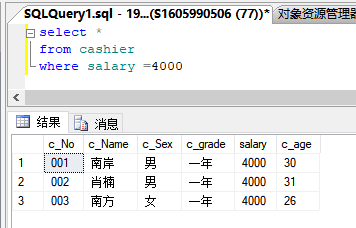 SQLQuery1.sql - 19...(S1605990506 (77))* 对象资源管理器
select *
from cashier
where salary =4000
结果 消息
c_No c_Name c_Sex c_grade salary c_age
1 001 南岸 男 一年 4000 30
2 002 肖楠 男 一年 4000 31
3 003 南方 女 一年 4000 26